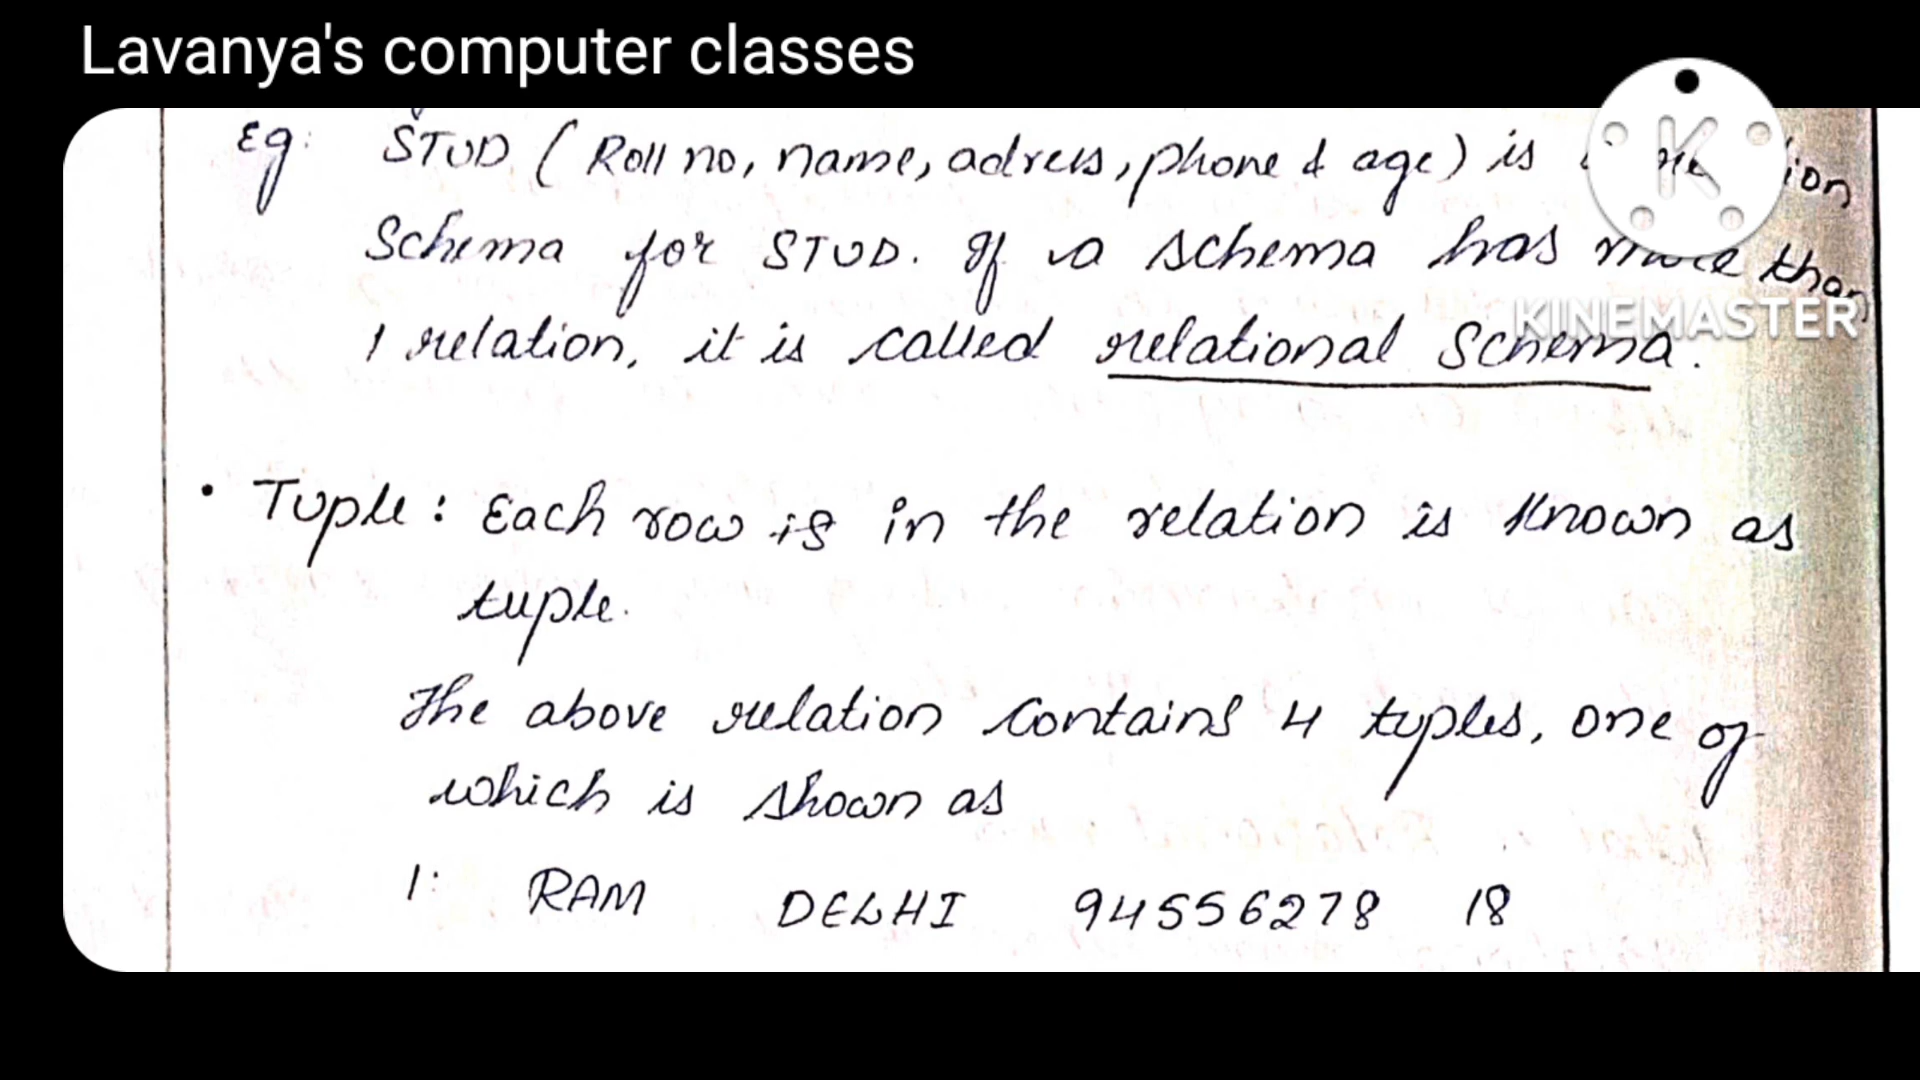 Lavanya's computer classes
Eg: STUD ( Roll no, name, adress, phone & age) is
Schema for STUD. If a schema has more than
KINEMASTER
1 relation, it is called relational Schema.
• Tuple: Each row is in the relation is known as
tuple.
The above relation contains 4 tuples, one of
which is shown as
1: RAM DELHI 94556278 18